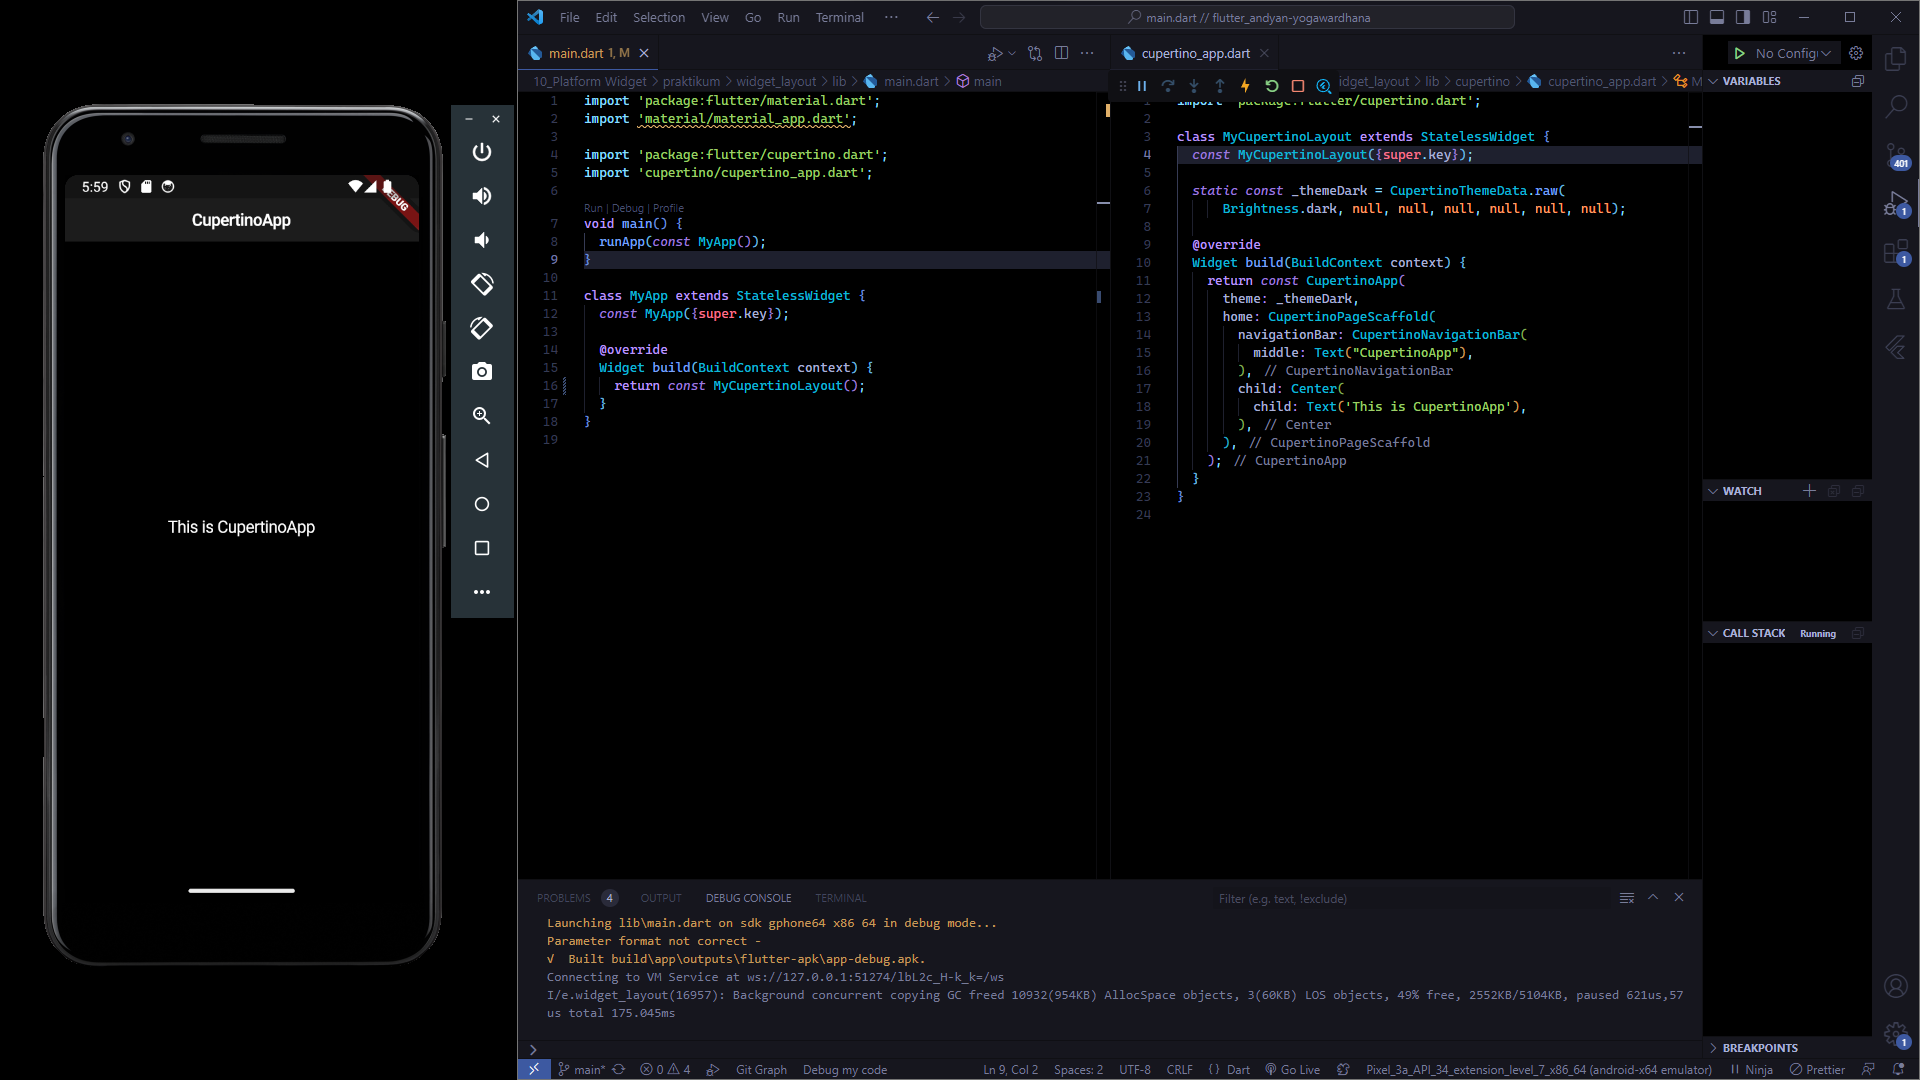 File Edit Selection View Go Run Terminal ···
main.dart // flutter_andyan-yogawardhana
main.dart 1, M
10_Platform Widget > praktikum > widget_layout > lib > main.dart > main
1 import 'package:flutter/material.dart';
2 import 'material/material_app.dart';
3
4 import 'package:flutter/cupertino.dart';
5 import 'cupertino/cupertino_app.dart';
6
Run | Debug | Profile
7 void main() {
8 runApp(const MyApp());
9 }
10
11 class MyApp extends StatelessWidget {
12 const MyApp({super.key});
13
14 @override
15 Widget build(BuildContext context) {
16 return const MyCupertinoLayout();
17 }
18 }
19
cupertino_app.dart
idget_layout > lib > cupertino > cupertino_app.dart > M
1 import 'package:flutter/cupertino.dart';
2
3 class MyCupertinoLayout extends StatelessWidget {
4 const MyCupertinoLayout({super.key});
5
6 static const _themeDark = CupertinoThemeData.raw(
7 Brightness.dark, null, null, null, null, null, null);
8
9 @override
10 Widget build(BuildContext context) {
11 return const CupertinoApp(
12 theme: _themeDark,
13 home: CupertinoPageScaffold(
14 navigationBar: CupertinoNavigationBar(
15 middle: Text("CupertinoApp"),
16 ), // CupertinoNavigationBar
17 child: Center(
18 child: Text('This is CupertinoApp'),
19 ), // Center
20 ), // CupertinoPageScaffold
21 ); // CupertinoApp
22 }
23 }
24
No Config
VARIABLES
WATCH
CALL STACK Running
BREAKPOINTS
401
1
1
1
5:59
CupertinoApp
This is CupertinoApp
PROBLEMS 4 OUTPUT DEBUG CONSOLE TERMINAL
Filter (e.g. text, !exclude)
Launching lib\main.dart on sdk gphone64 x86 64 in debug mode...
Parameter format not correct -
√ Built build\app\outputs\flutter-apk\app-debug.apk.
Connecting to VM Service at ws://127.0.0.1:51274/lbL2c_H-k_k=/ws
I/e.widget_layout(16957): Background concurrent copying GC freed 10932(954KB) AllocSpace objects, 3(60KB) LOS objects, 49% free, 2552KB/5104KB, paused 621us,57
us total 175.045ms
main* 0 4 Git Graph Debug my code
Ln 9, Col 2 Spaces: 2 UTF-8 CRLF { } Dart Go Live Pixel_3a_API_34_extension_level_7_x86_64 (android-x64 emulator) Ninja Prettier